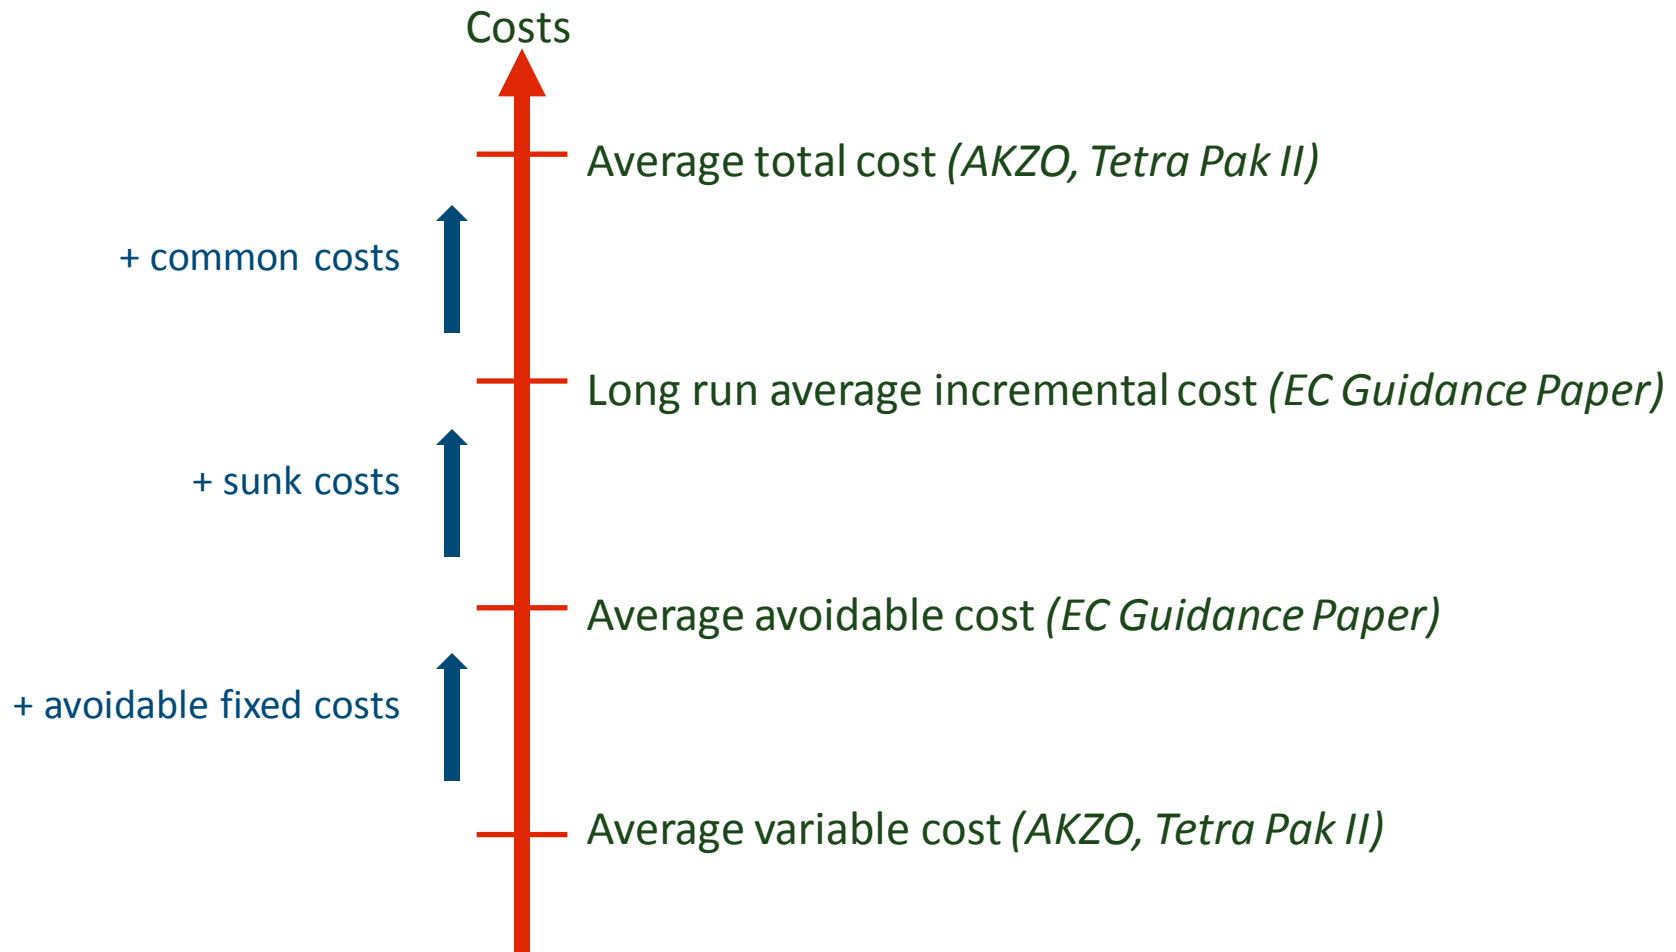 Costs
Average total cost (AKZO, Tetra Pak II)
+ common costs
Long run average incremental cost (EC Guidance Paper)
+ sunk costs
Average avoidable cost (EC Guidance Paper)
+ avoidable fixed costs
Average variable cost (AKZO, Tetra Pak II)